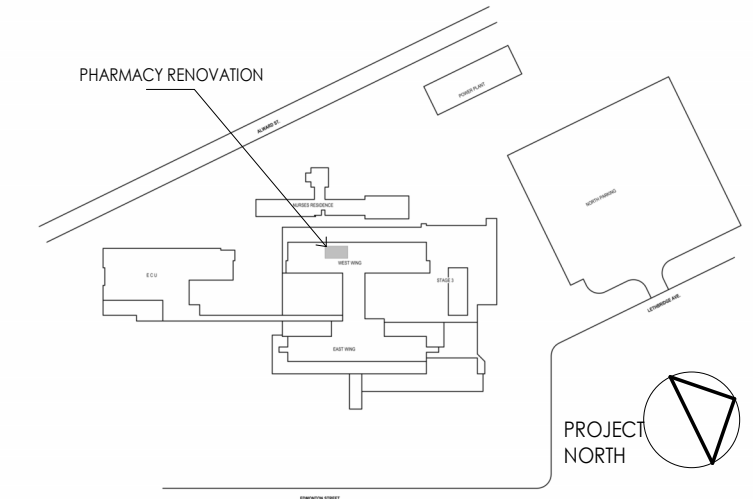 PHARMACY RENOVATION
POWER PLANT
ALWARD ST.
NORTH PARKING
NURSES RESIDENCE
WEST WING
E C U
STAGE 3
LETHBRIDGE AVE.
EAST WING
PROJECT
NORTH
EDMONTON STREET